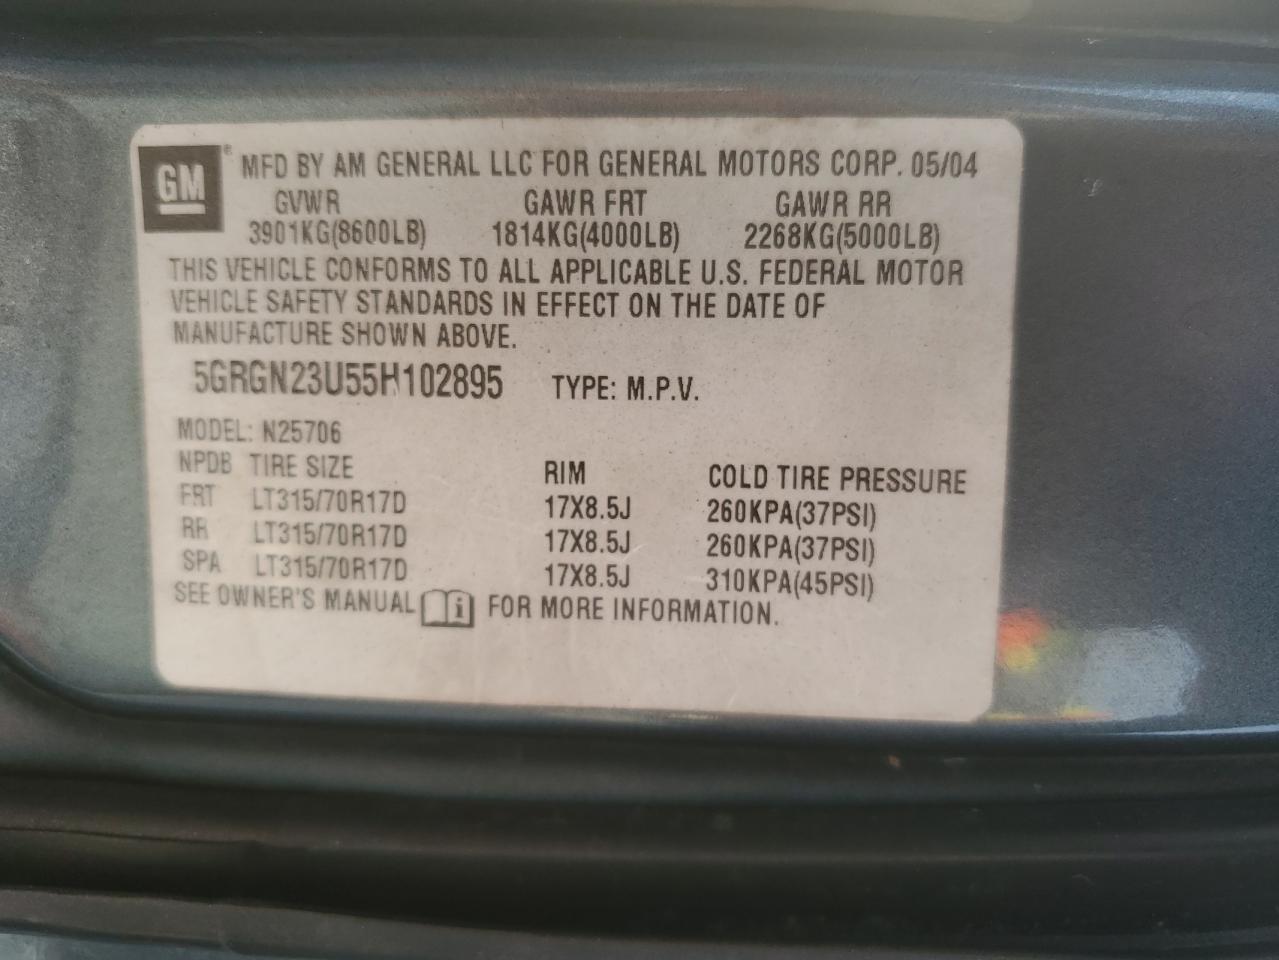 GM® MFD BY AM GENERAL LLC FOR GENERAL MOTORS CORP. 05/04
GVWR GAWR FRT GAWR RR
3901KG(8600LB) 1814KG(4000LB) 2268KG(5000LB)
THIS VEHICLE CONFORMS TO ALL APPLICABLE U.S. FEDERAL MOTOR
VEHICLE SAFETY STANDARDS IN EFFECT ON THE DATE OF
MANUFACTURE SHOWN ABOVE.
5GRGN23U55H102895 TYPE: M.P.V.
MODEL: N25706
NPDB TIRE SIZE RIM COLD TIRE PRESSURE
FRT LT315/70R17D 17X8.5J 260KPA(37PSI)
RR LT315/70R17D 17X8.5J 260KPA(37PSI)
SPA LT315/70R17D 17X8.5J 310KPA(45PSI)
SEE OWNER'S MANUAL i FOR MORE INFORMATION.